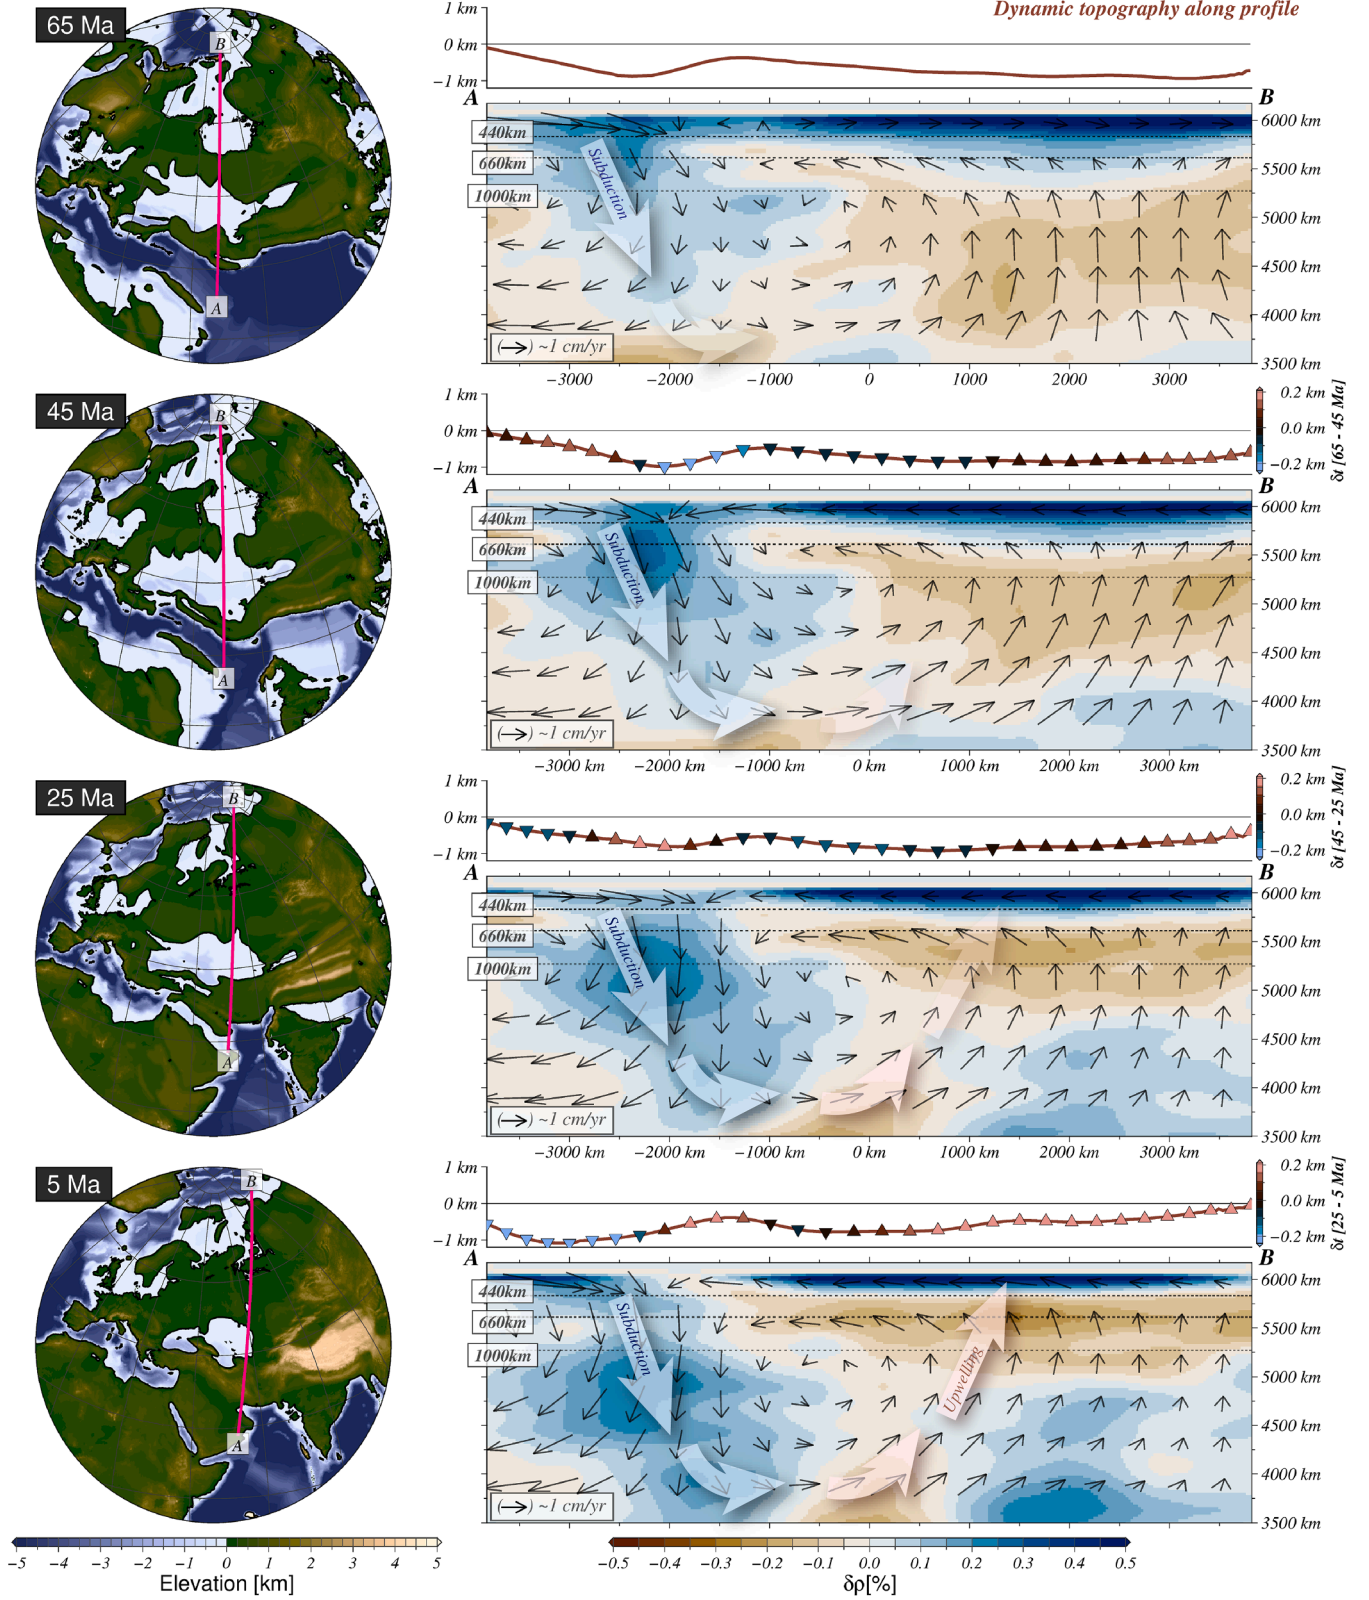 65 Ma
B
A
1 km
0 km
−1 km
Dynamic topography along profile
A
B
440km
660km
1000km
Subduction
(→) ~1 cm/yr
6000 km
5500 km
5000 km
4500 km
4000 km
3500 km
−3000
−2000
−1000
0
1000
2000
3000
45 Ma
B
A
1 km
0 km
−1 km
0.2 km
0.0 km
−0.2 km
δt [65 - 45 Ma]
A
B
440km
660km
1000km
Subduction
(→) ~1 cm/yr
6000 km
5500 km
5000 km
4500 km
4000 km
3500 km
−3000 km
−2000 km
−1000 km
0 km
1000 km
2000 km
3000 km
25 Ma
B
A
1 km
0 km
−1 km
0.2 km
0.0 km
−0.2 km
δt [45 - 25 Ma]
A
B
440km
660km
1000km
Subduction
(→) ~1 cm/yr
6000 km
5500 km
5000 km
4500 km
4000 km
3500 km
−3000 km
−2000 km
−1000 km
0 km
1000 km
2000 km
3000 km
5 Ma
B
A
1 km
0 km
−1 km
0.2 km
0.0 km
−0.2 km
δt [25 - 5 Ma]
A
B
440km
660km
1000km
Subduction
Upwelling
(→) ~1 cm/yr
6000 km
5500 km
5000 km
4500 km
4000 km
3500 km
−5 −4 −3 −2 −1 0 1 2 3 4 5
Elevation [km]
−0.5 −0.4 −0.3 −0.2 −0.1 0.0 0.1 0.2 0.3 0.4 0.5
δρ[%]